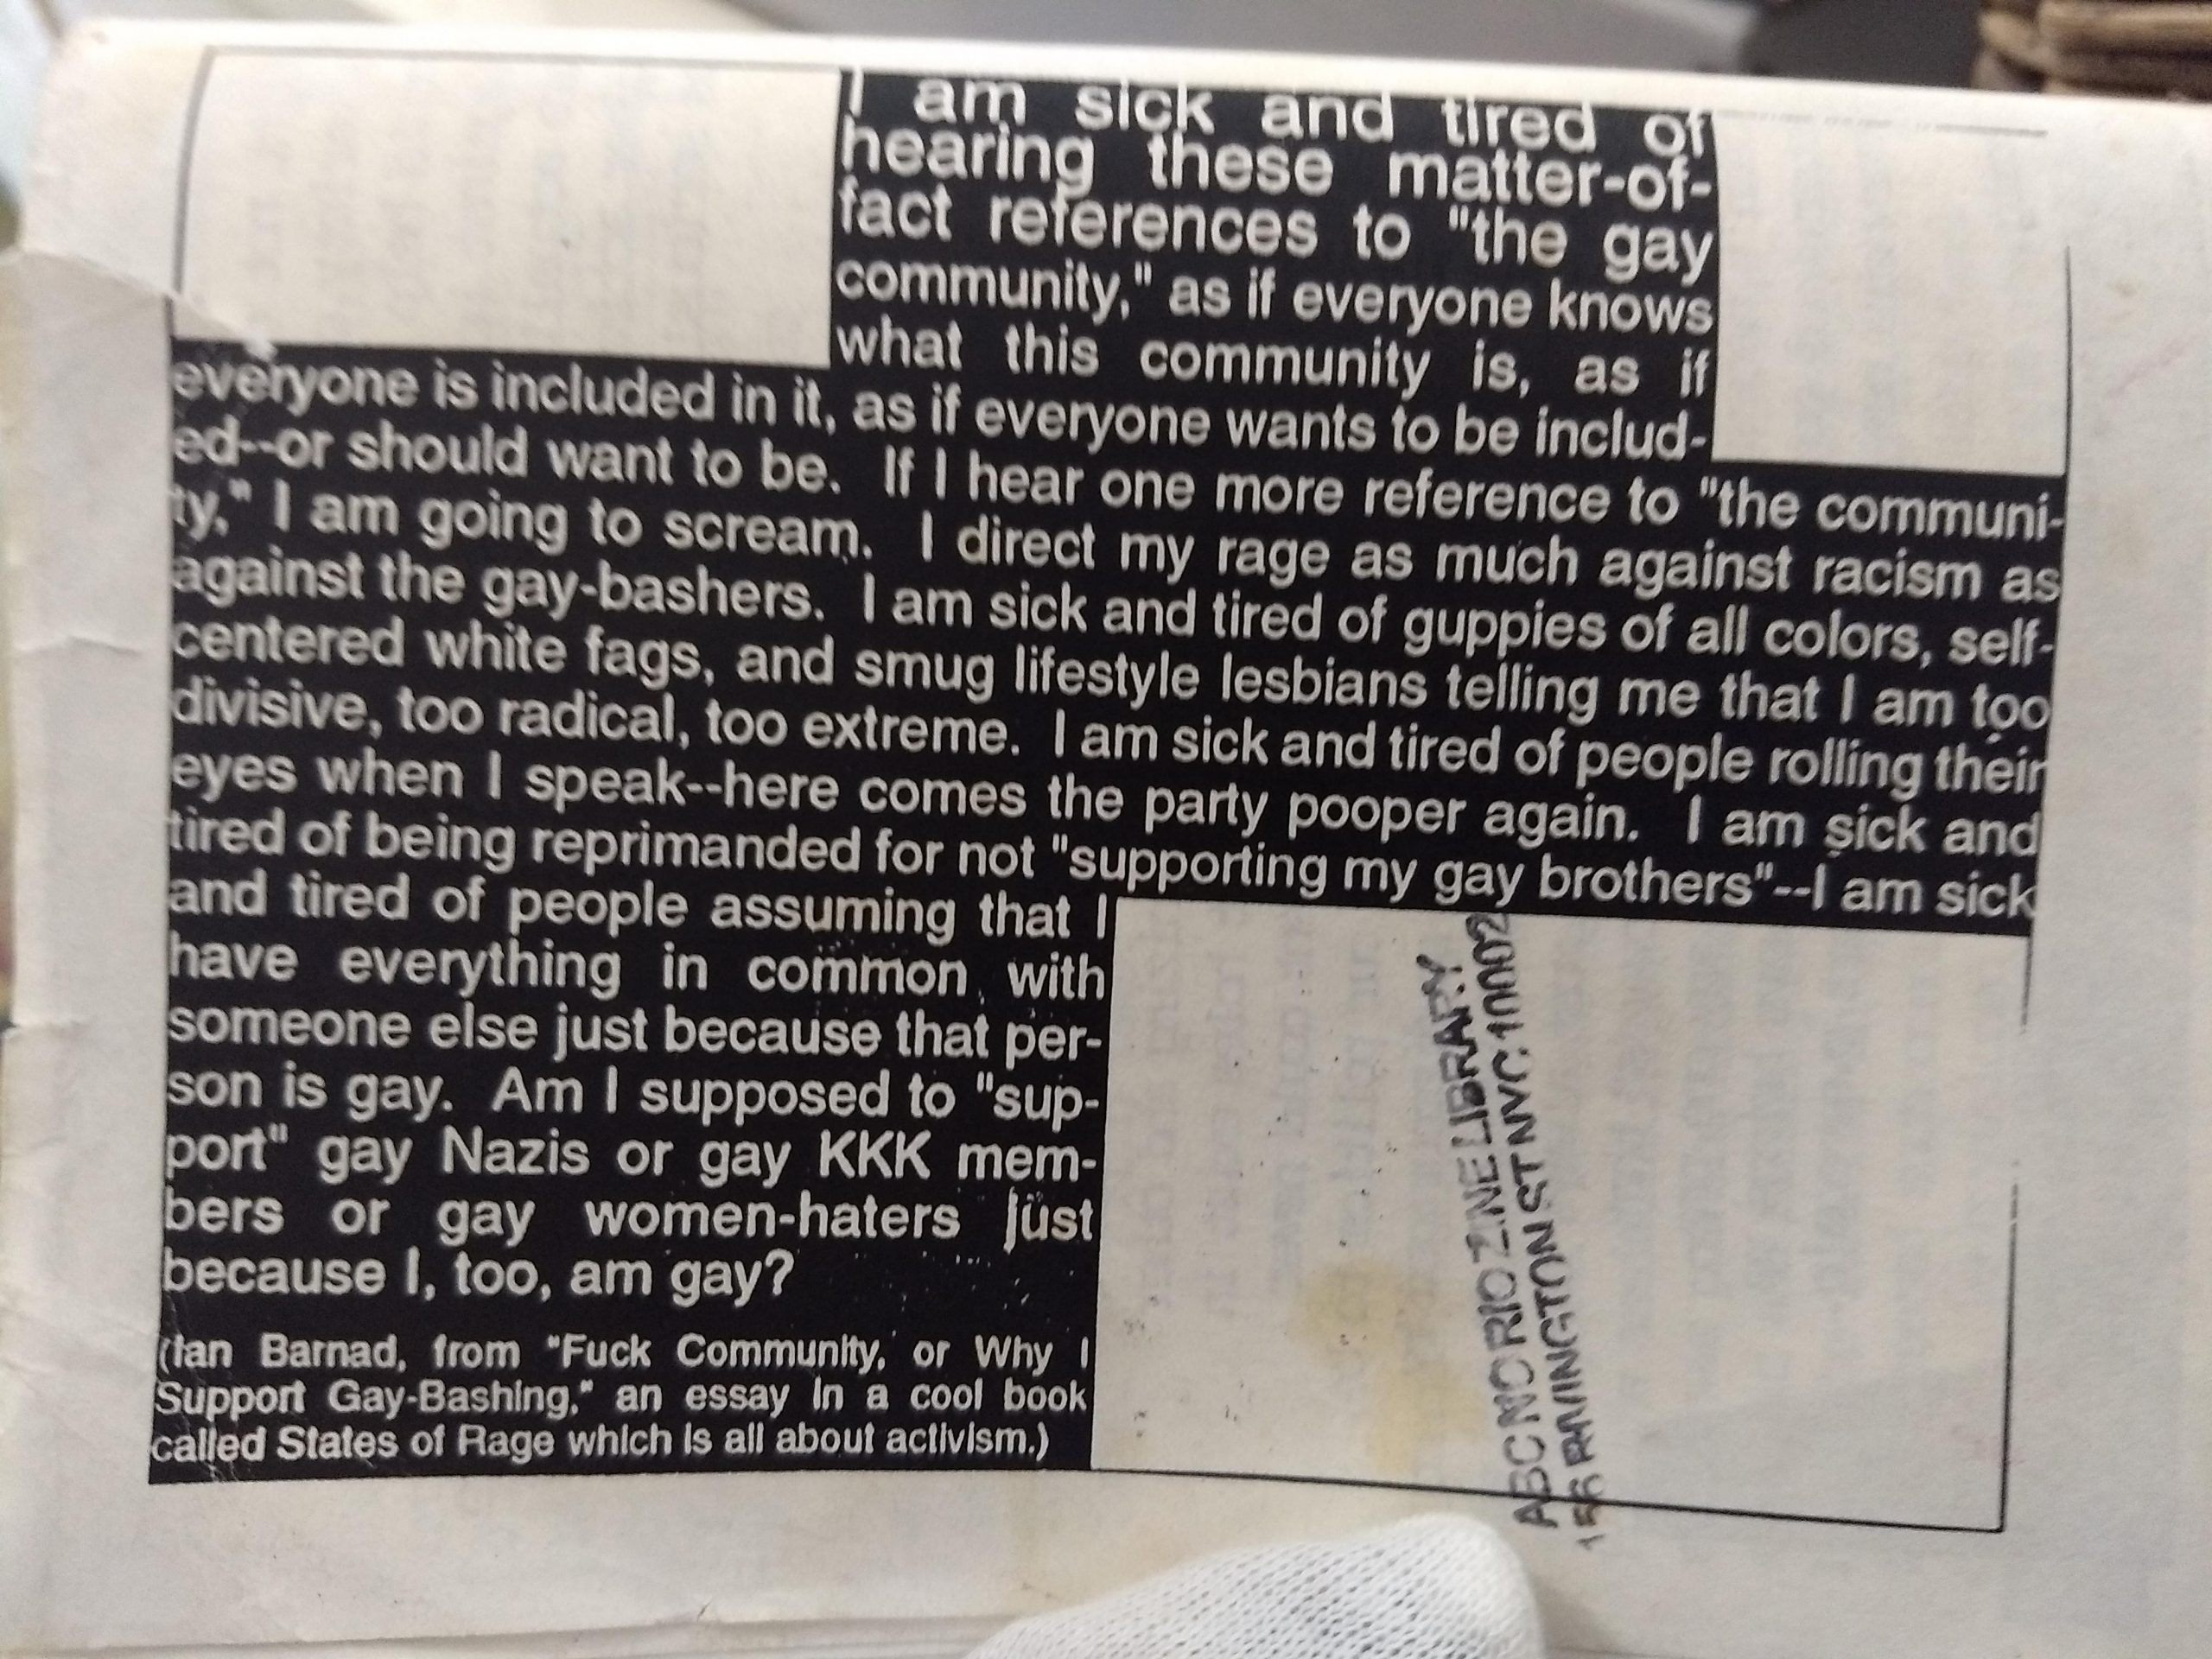 I am sick and tired of
hearing these matter-of-
fact references to "the gay
community," as if everyone knows
what this community is, as if
everyone is included in it, as if everyone wants to be includ-
ed--or should want to be. If I hear one more reference to "the communi-
ty," I am going to scream. I direct my rage as much against racism as
against the gay-bashers. I am sick and tired of guppies of all colors, self-
centered white fags, and smug lifestyle lesbians telling me that I am too
divisive, too radical, too extreme. I am sick and tired of people rolling their
eyes when I speak--here comes the party pooper again. I am sick and
tired of being reprimanded for not "supporting my gay brothers"--I am sick
and tired of people assuming that I
have everything in common with
someone else just because that per-
son is gay. Am I supposed to "sup-
port" gay Nazis or gay KKK mem-
bers or gay women-haters just
because I, too, am gay?
(Ian Barnad, from "Fuck Community, or Why I
Support Gay-Bashing," an essay in a cool book
called States of Rage which is all about activism.)
ABC NO RIO ZINE LIBRARY
156 RIVINGTON ST NYC 10002